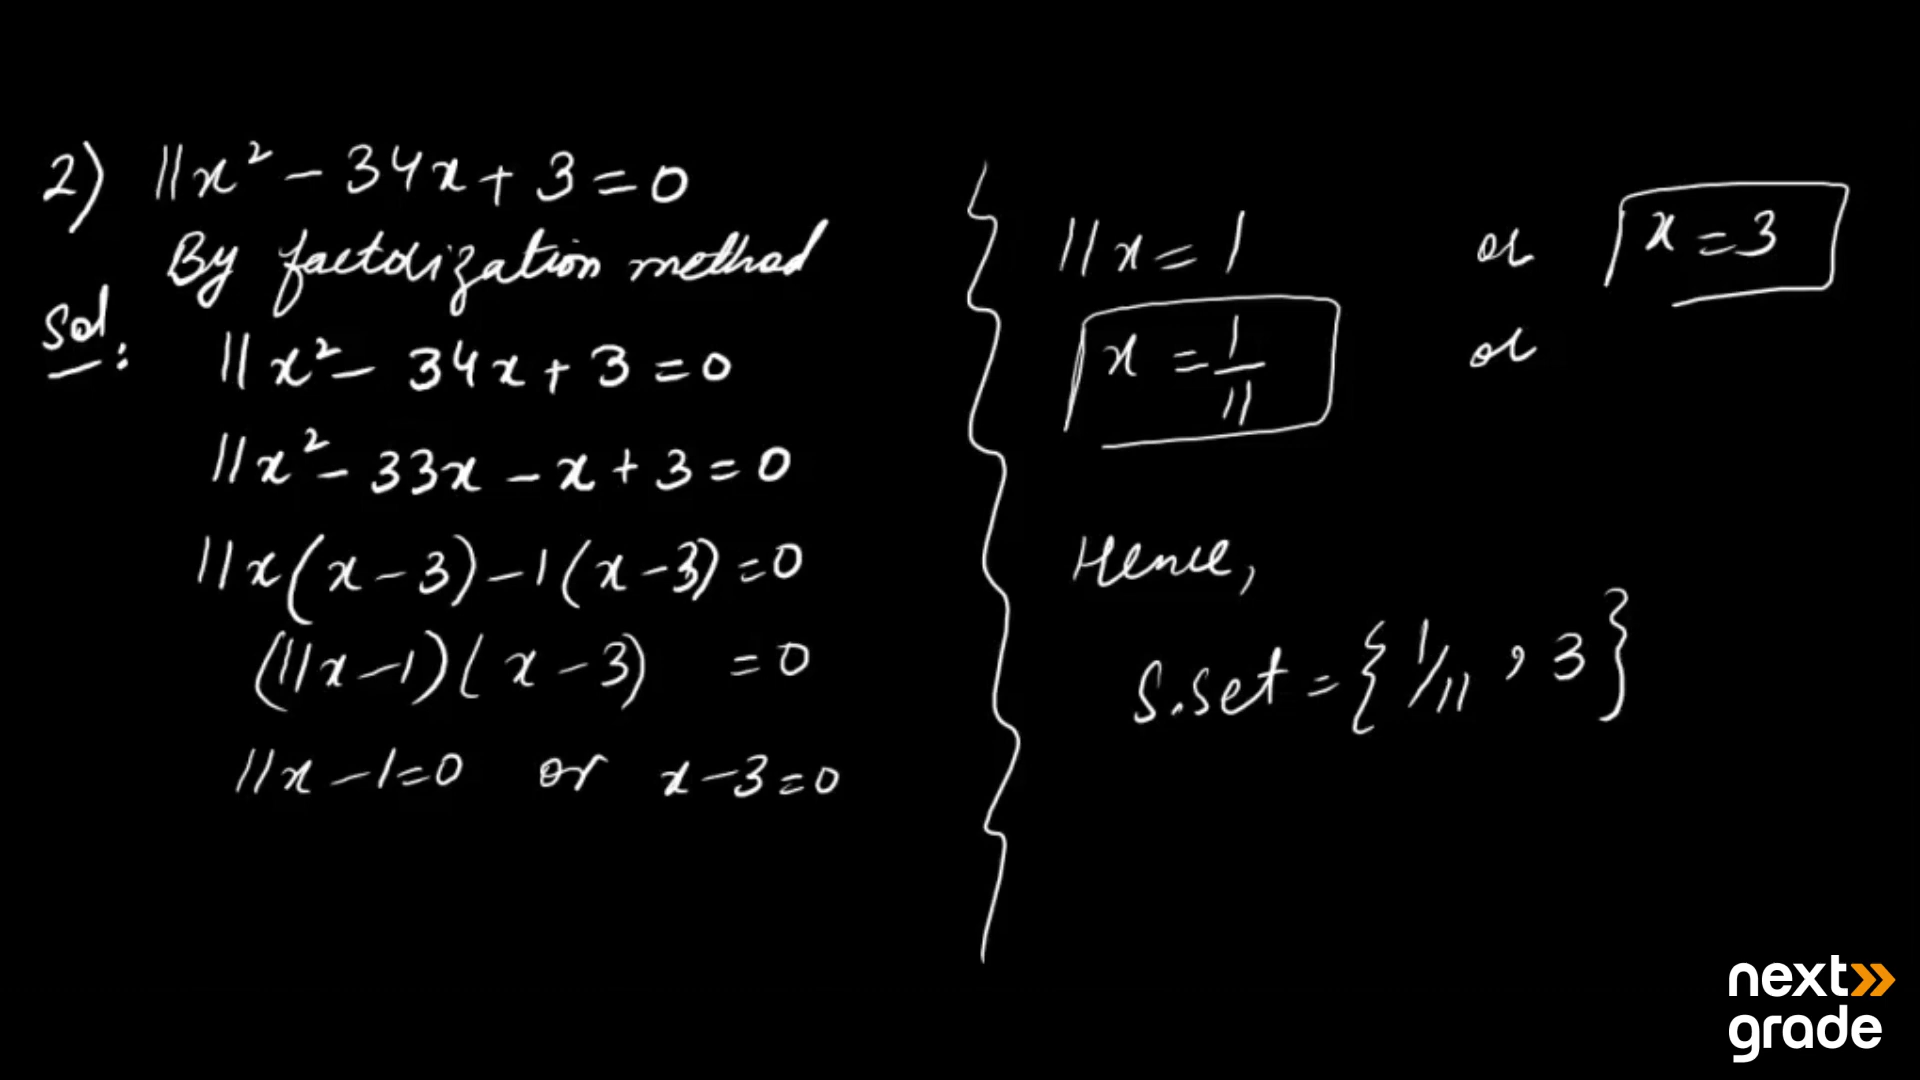 2) 11x² - 34x + 3 = 0
By factorization method
Sol:
11x² - 34x + 3 = 0
11x² - 33x - x + 3 = 0
11x(x - 3) - 1(x - 3) = 0
(11x - 1)(x - 3) = 0
11x - 1 = 0 or x - 3 = 0
11x = 1 or x = 3
x = 1/11 or
Hence,
S.set = {1/11, 3}
next
grade